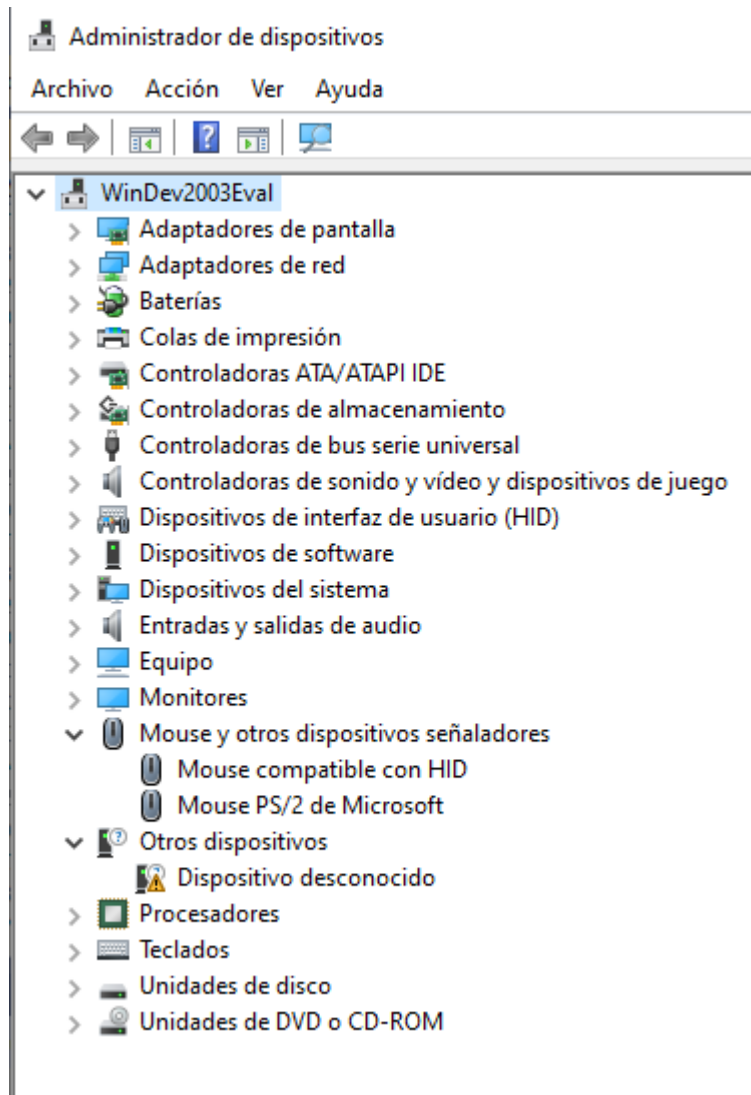 Administrador de dispositivos
Archivo Acción Ver Ayuda
WinDev2003Eval
Adaptadores de pantalla
Adaptadores de red
Baterías
Colas de impresión
Controladoras ATA/ATAPI IDE
Controladoras de almacenamiento
Controladoras de bus serie universal
Controladoras de sonido y vídeo y dispositivos de juego
Dispositivos de interfaz de usuario (HID)
Dispositivos de software
Dispositivos del sistema
Entradas y salidas de audio
Equipo
Monitores
Mouse y otros dispositivos señaladores
Mouse compatible con HID
Mouse PS/2 de Microsoft
Otros dispositivos
Dispositivo desconocido
Procesadores
Teclados
Unidades de disco
Unidades de DVD o CD-ROM